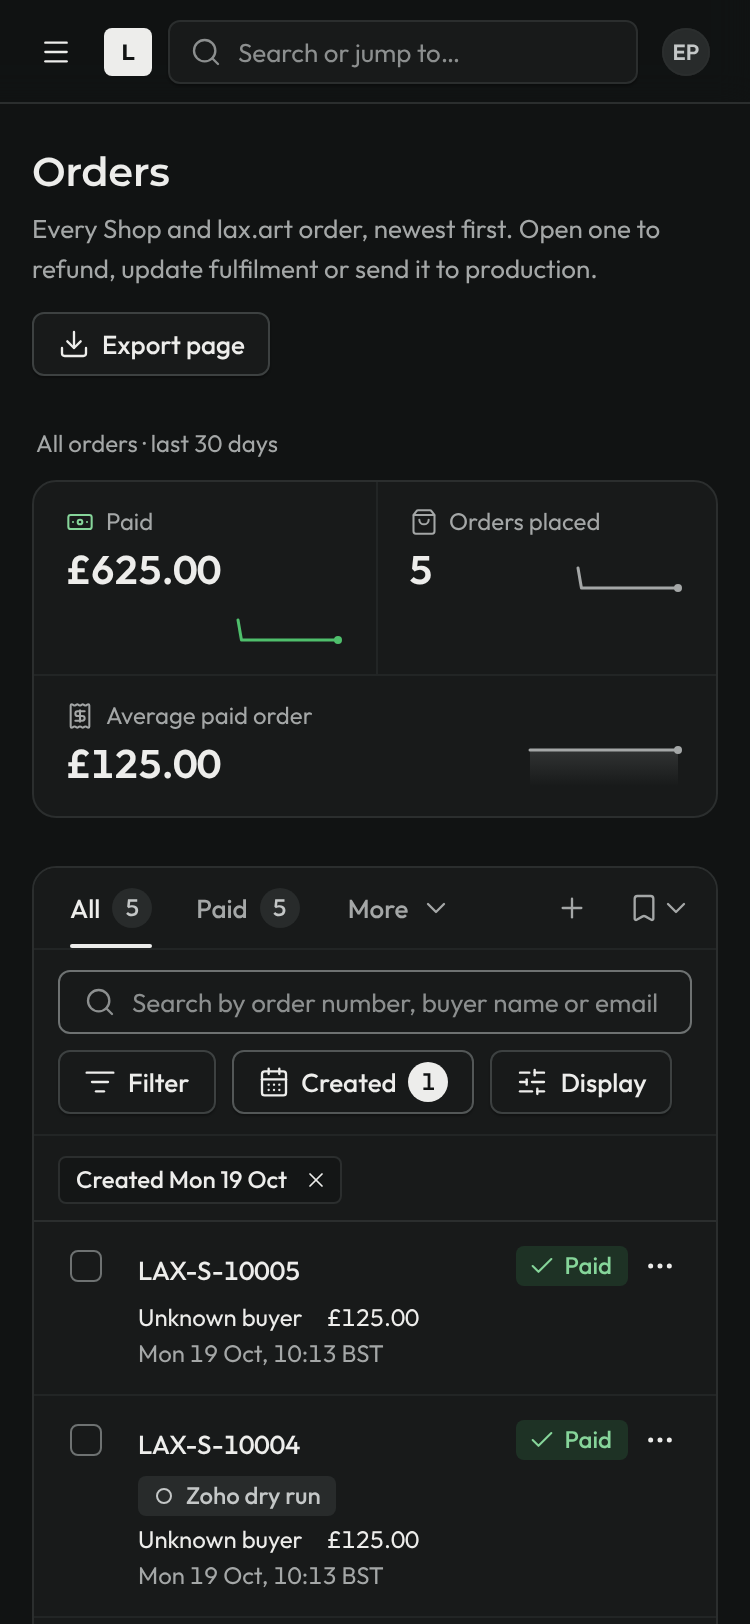 L
Search or jump to...
EP
Orders
Every Shop and lax.art order, newest first. Open one to
refund, update fulfilment or send it to production.
Export page
All orders · last 30 days
Paid
£625.00
Orders placed
5
Average paid order
£125.00
All 5
Paid 5
More
Search by order number, buyer name or email
Filter
Created 1
Display
Created Mon 19 Oct
LAX-S-10005
Paid
Unknown buyer £125.00
Mon 19 Oct, 10:13 BST
LAX-S-10004
Paid
Zoho dry run
Unknown buyer £125.00
Mon 19 Oct, 10:13 BST